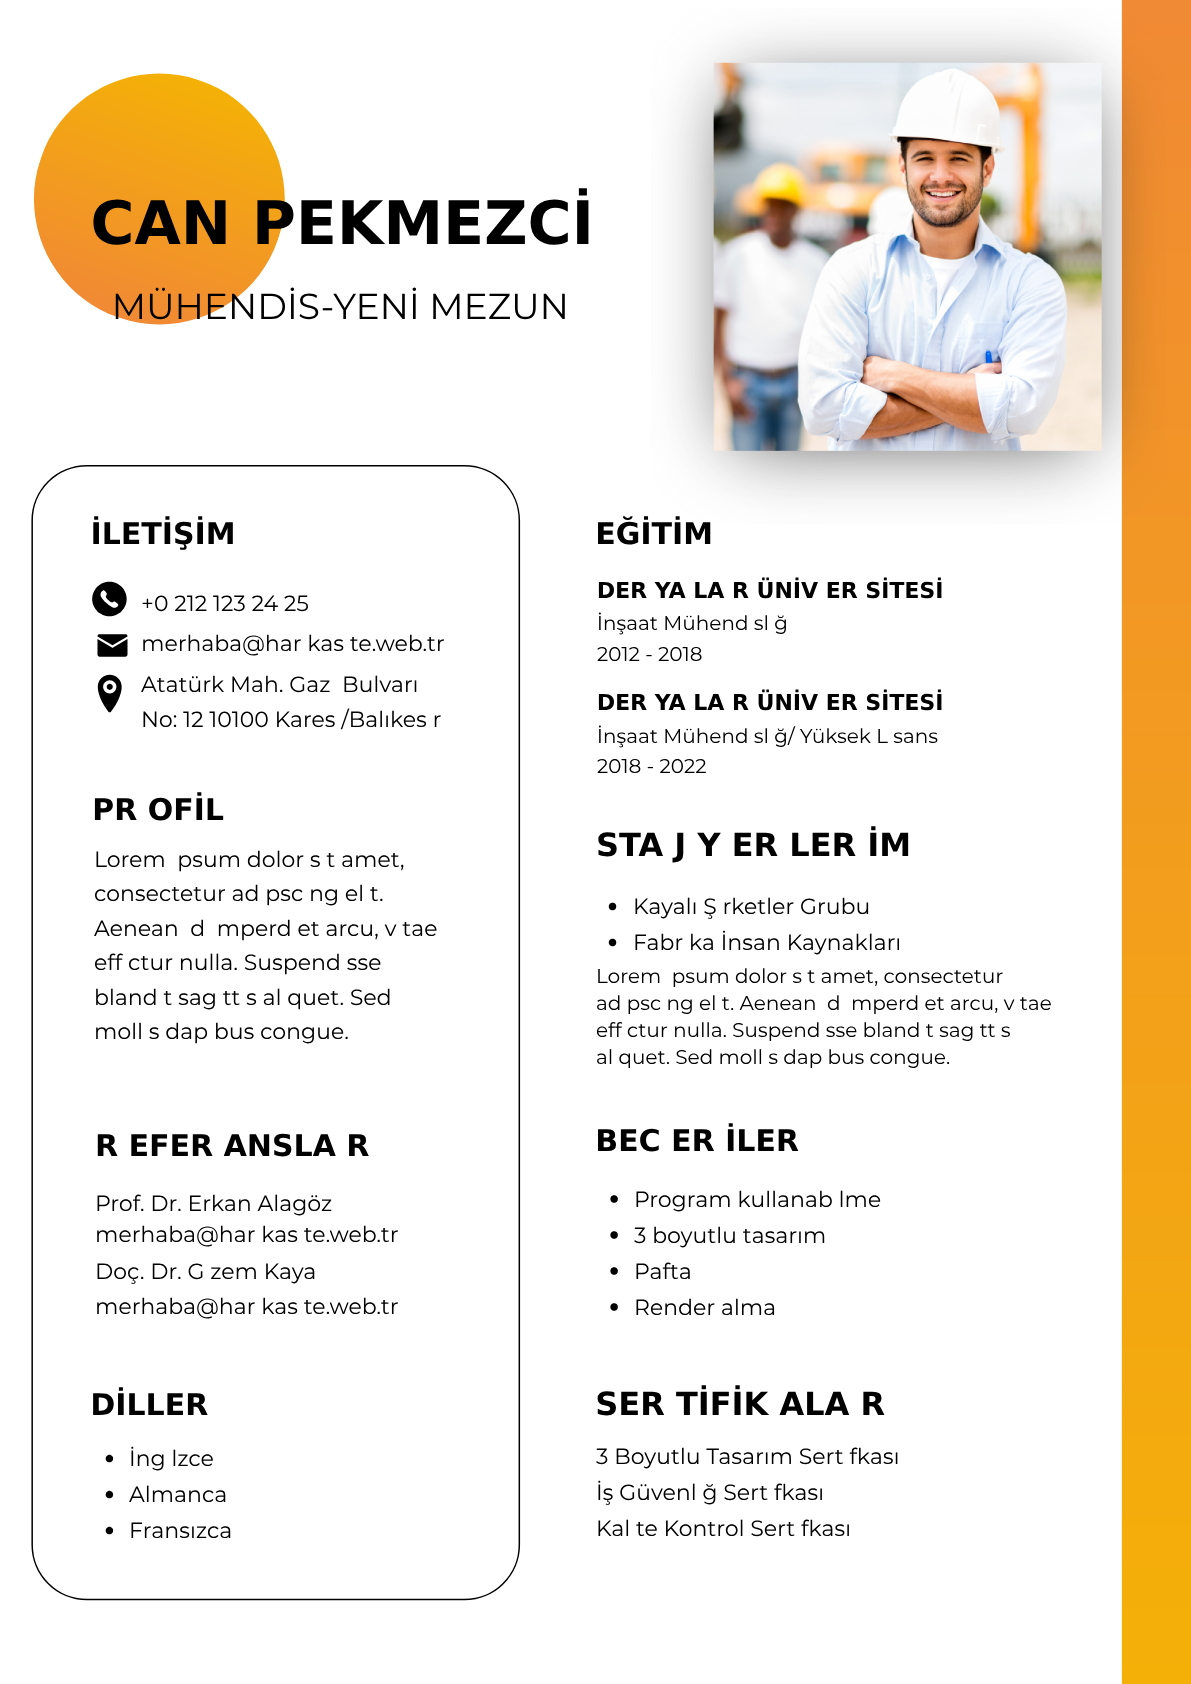 CAN PEKMEZCİ
MÜHENDİS-YENİ MEZUN
İLETİŞİM
+0 212 123 24 25
merhaba@har kas te.web.tr
Atatürk Mah. Gaz  Bulvarı
No: 12 10100 Kares /Balıkes r
PR OFİL
Lorem  psum dolor s t amet,
consectetur ad psc ng el t.
Aenean  d  mperd et arcu, v tae
eff ctur nulla. Suspend sse
bland t sag tt s al quet. Sed
moll s dap bus congue.
R EFER ANSLA R
Prof. Dr. Erkan Alagöz
merhaba@har kas te.web.tr
Doç. Dr. G zem Kaya
merhaba@har kas te.web.tr
DİLLER
• İng lzce
• Almanca
• Fransızca
EĞİTİM
DER YA LA R ÜNİV ER SİTESİ
İnşaat Mühend sl ğ
2012 - 2018
DER YA LA R ÜNİV ER SİTESİ
İnşaat Mühend sl ğ/ Yüksek L sans
2018 - 2022
STA J Y ER LER İM
• Kayalı Ş rketler Grubu
• Fabr ka İnsan Kaynakları
Lorem  psum dolor s t amet, consectetur
ad psc ng el t. Aenean  d  mperd et arcu, v tae
eff ctur nulla. Suspend sse bland t sag tt s
al quet. Sed moll s dap bus congue.
BEC ER İLER
• Program kullanab lme
• 3 boyutlu tasarım
• Pafta
• Render alma
SER TİFİK ALA R
3 Boyutlu Tasarım Sert fkası
İş Güvenl ğ Sert fkası
Kal te Kontrol Sert fkası